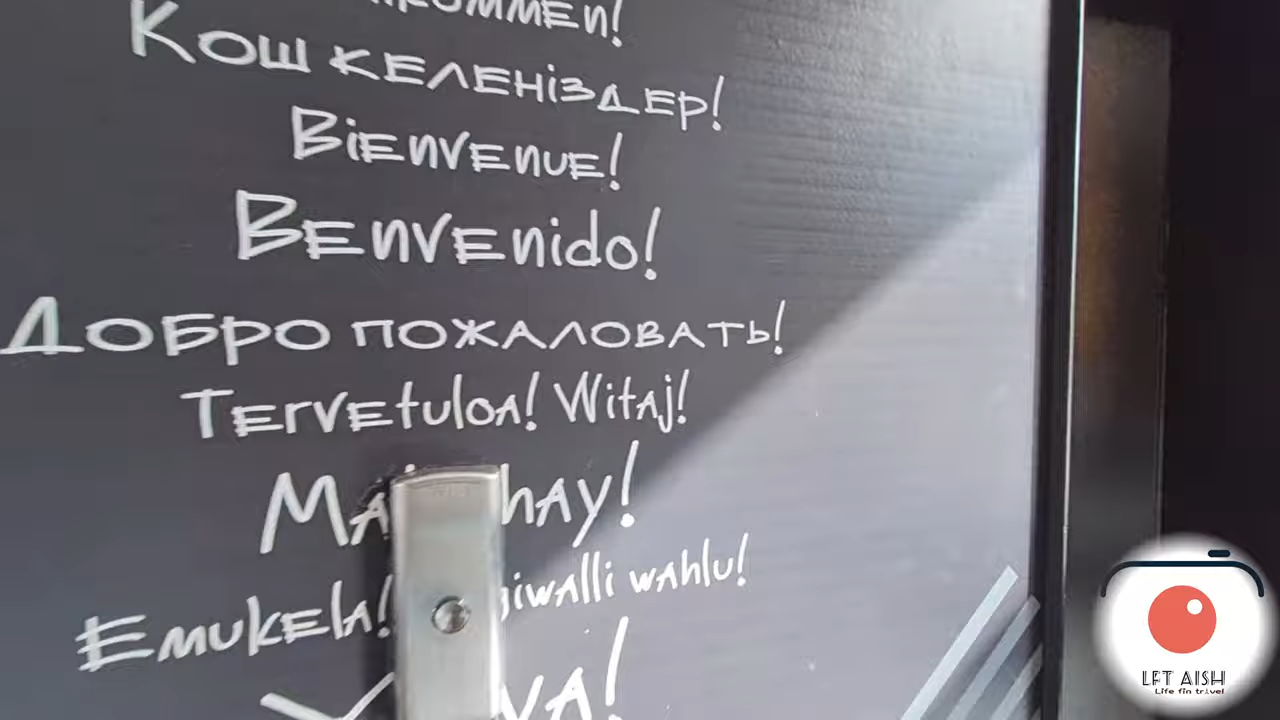 Кош келеніздер!
Bienvenue!
Benvenido!
Добро пожаловать!
Tervetuloa! Witaj!
Emukela! wahlu!
LFT AISH
Life fin travel